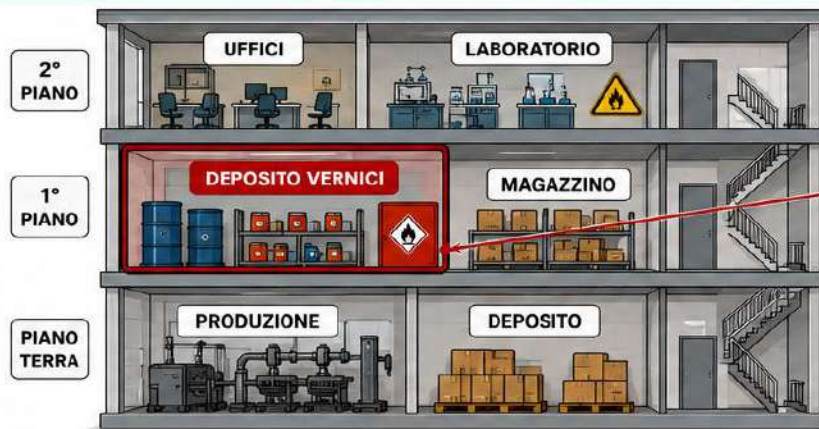 2°
PIANO
UFFICI
LABORATORIO
1°
PIANO
DEPOSITO VERNICI
MAGAZZINO
PIANO
TERRA
PRODUZIONE
DEPOSITO